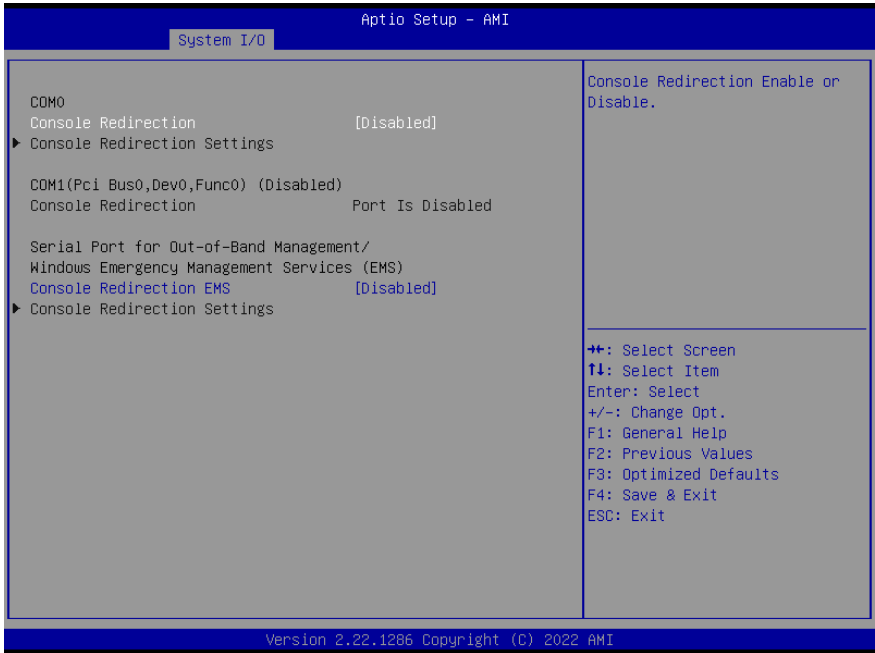 Aptio Setup – AMI
System I/O
COM0
Console Redirection [Disabled]
▶ Console Redirection Settings
COM1(Pci Bus0,Dev0,Func0) (Disabled)
Console Redirection Port Is Disabled
Serial Port for Out-of-Band Management/
Windows Emergency Management Services (EMS)
Console Redirection EMS [Disabled]
▶ Console Redirection Settings
Console Redirection Enable or
Disable.
→←: Select Screen
↑↓: Select Item
Enter: Select
+/-: Change Opt.
F1: General Help
F2: Previous Values
F3: Optimized Defaults
F4: Save & Exit
ESC: Exit
Version 2.22.1286 Copyright (C) 2022 AMI